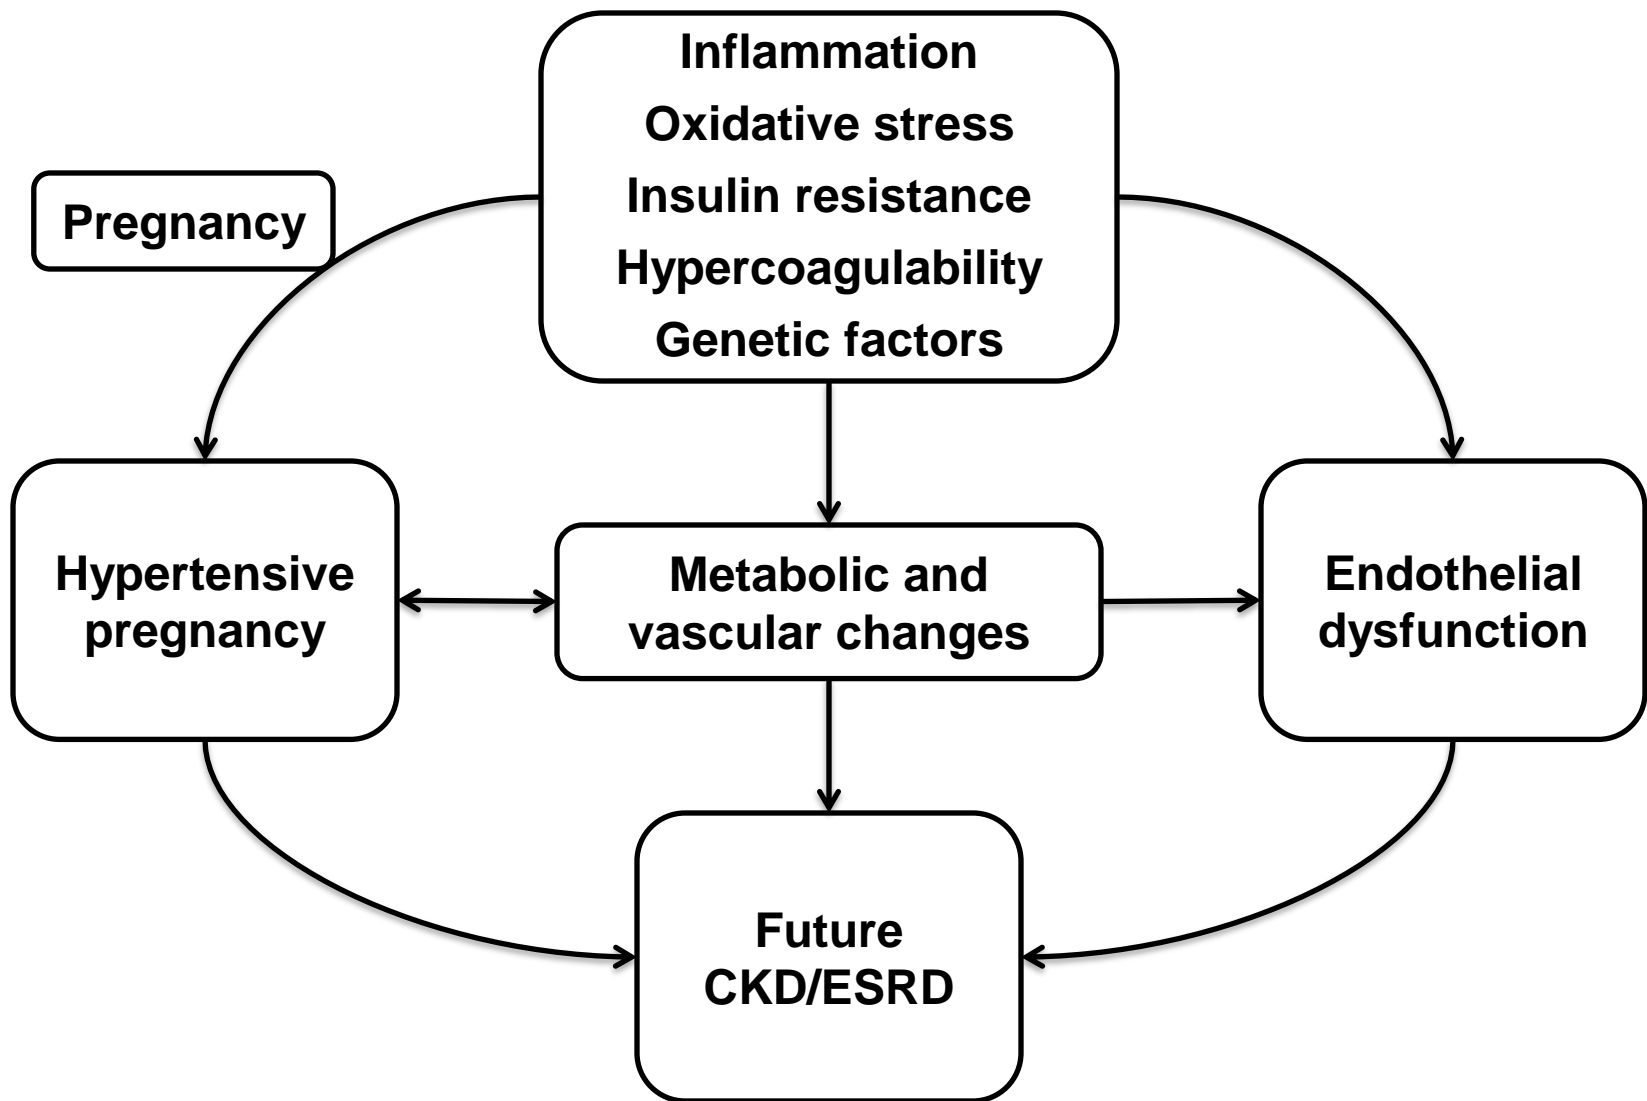 Inflammation
Oxidative stress
Insulin resistance
Hypercoagulability
Genetic factors
Pregnancy
Hypertensive
pregnancy
Metabolic and
vascular changes
Endothelial
dysfunction
Future
CKD/ESRD